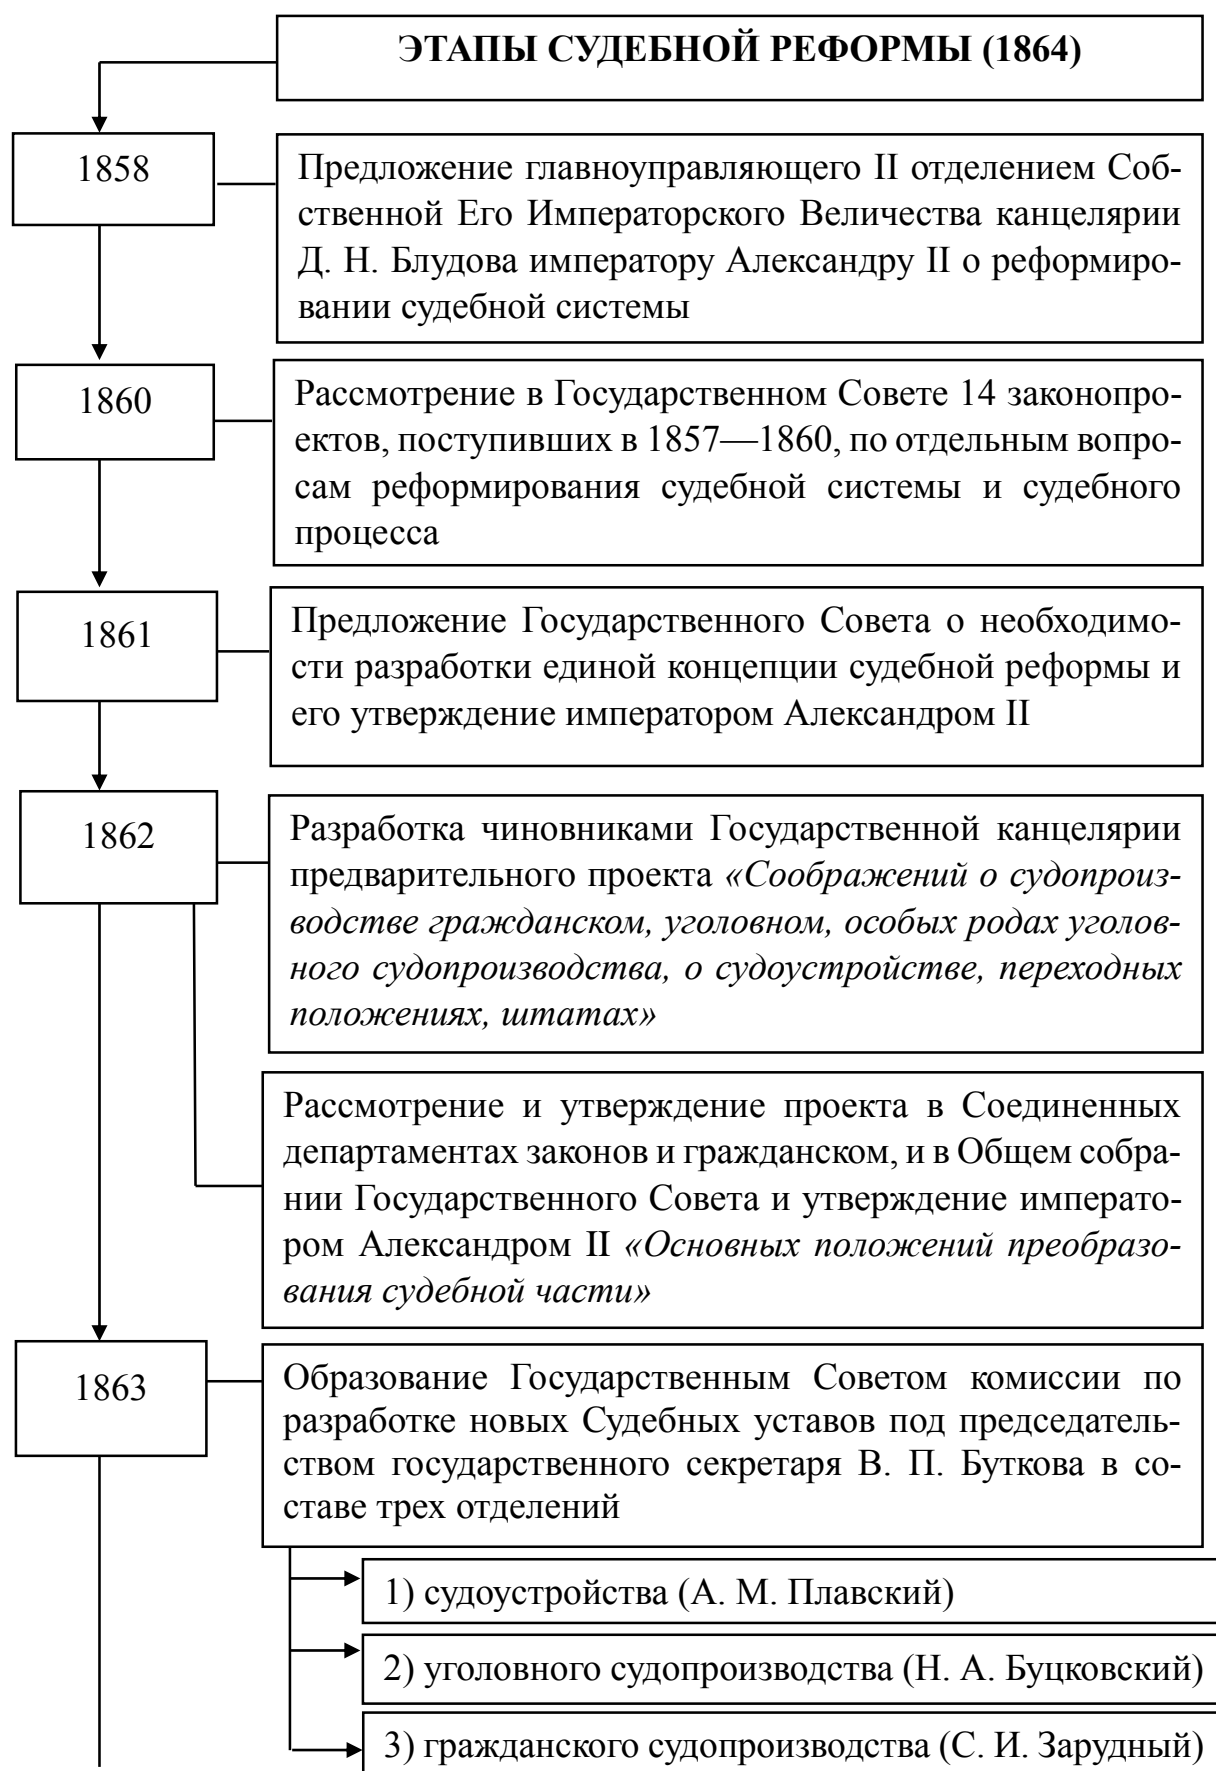 ЭТАПЫ СУДЕБНОЙ РЕФОРМЫ (1864)
1858
Предложение главноуправляющего II отделением Соб-
ственной Его Императорского Величества канцелярии
Д. Н. Блудова императору Александру II о реформиро-
вании судебной системы
1860
Рассмотрение в Государственном Совете 14 законопро-
ектов, поступивших в 1857—1860, по отдельным вопро-
сам реформирования судебной системы и судебного
процесса
1861
Предложение Государственного Совета о необходимо-
сти разработки единой концепции судебной реформы и
его утверждение императором Александром II
1862
Разработка чиновниками Государственной канцелярии
предварительного проекта «Соображений о судопроиз-
водстве гражданском, уголовном, особых родах уголов-
ного судопроизводства, о судоустройстве, переходных
положениях, штатах»
Рассмотрение и утверждение проекта в Соединенных
департаментах законов и гражданском, и в Общем собра-
нии Государственного Совета и утверждение императо-
ром Александром II «Основных положений преобразо-
вания судебной части»
1863
Образование Государственным Советом комиссии по
разработке новых Судебных уставов под председатель-
ством государственного секретаря В. П. Буткова в со-
ставе трех отделений
1) судоустройства (А. М. Плавский)
2) уголовного судопроизводства (Н. А. Буцковский)
3) гражданского судопроизводства (С. И. Зарудный)